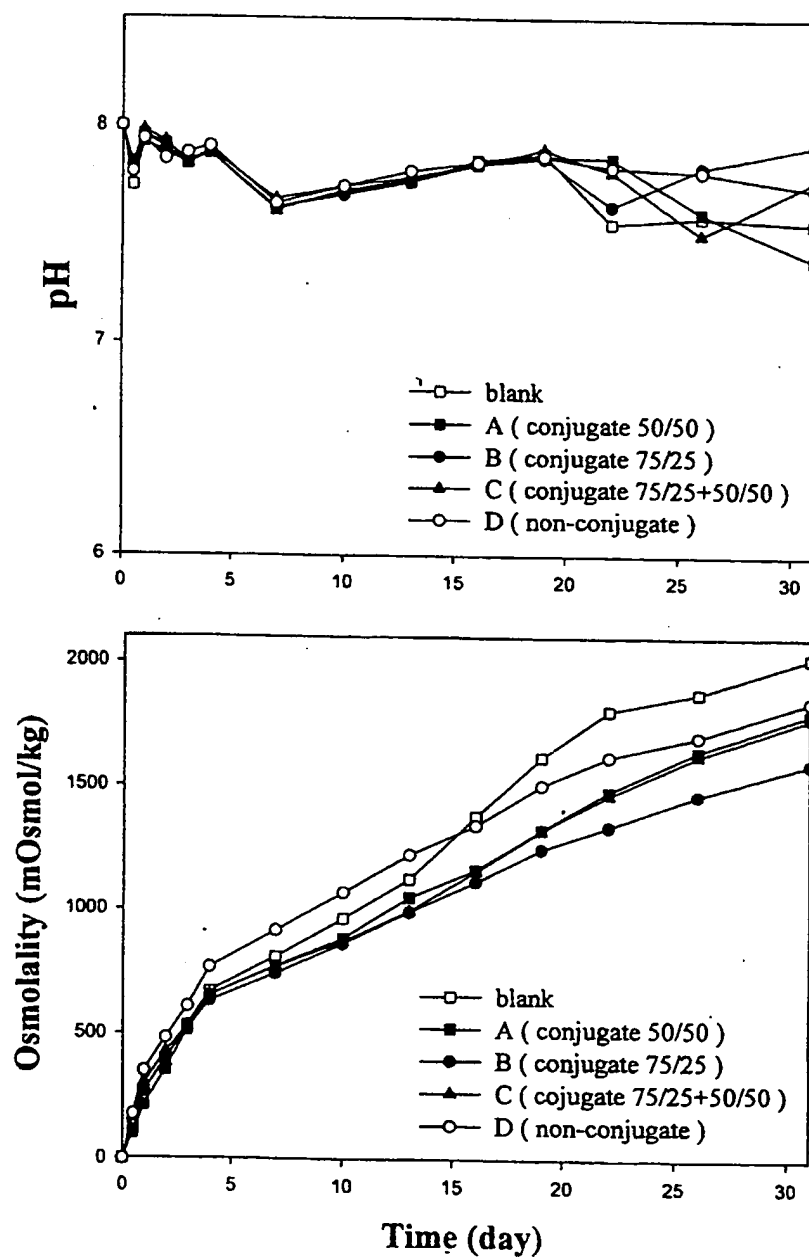 8
7
6
pH
blank
A ( conjugate 50/50 )
B ( conjugate 75/25 )
C ( conjugate 75/25+50/50 )
D ( non-conjugate )
0 5 10 15 20 25 30
2000
1500
1000
500
0
Osmolality (mOsmol/kg)
blank
A ( conjugate 50/50 )
B ( conjugate 75/25 )
C ( cojugate 75/25+50/50 )
D ( non-conjugate )
0 5 10 15 20 25 30
Time (day)